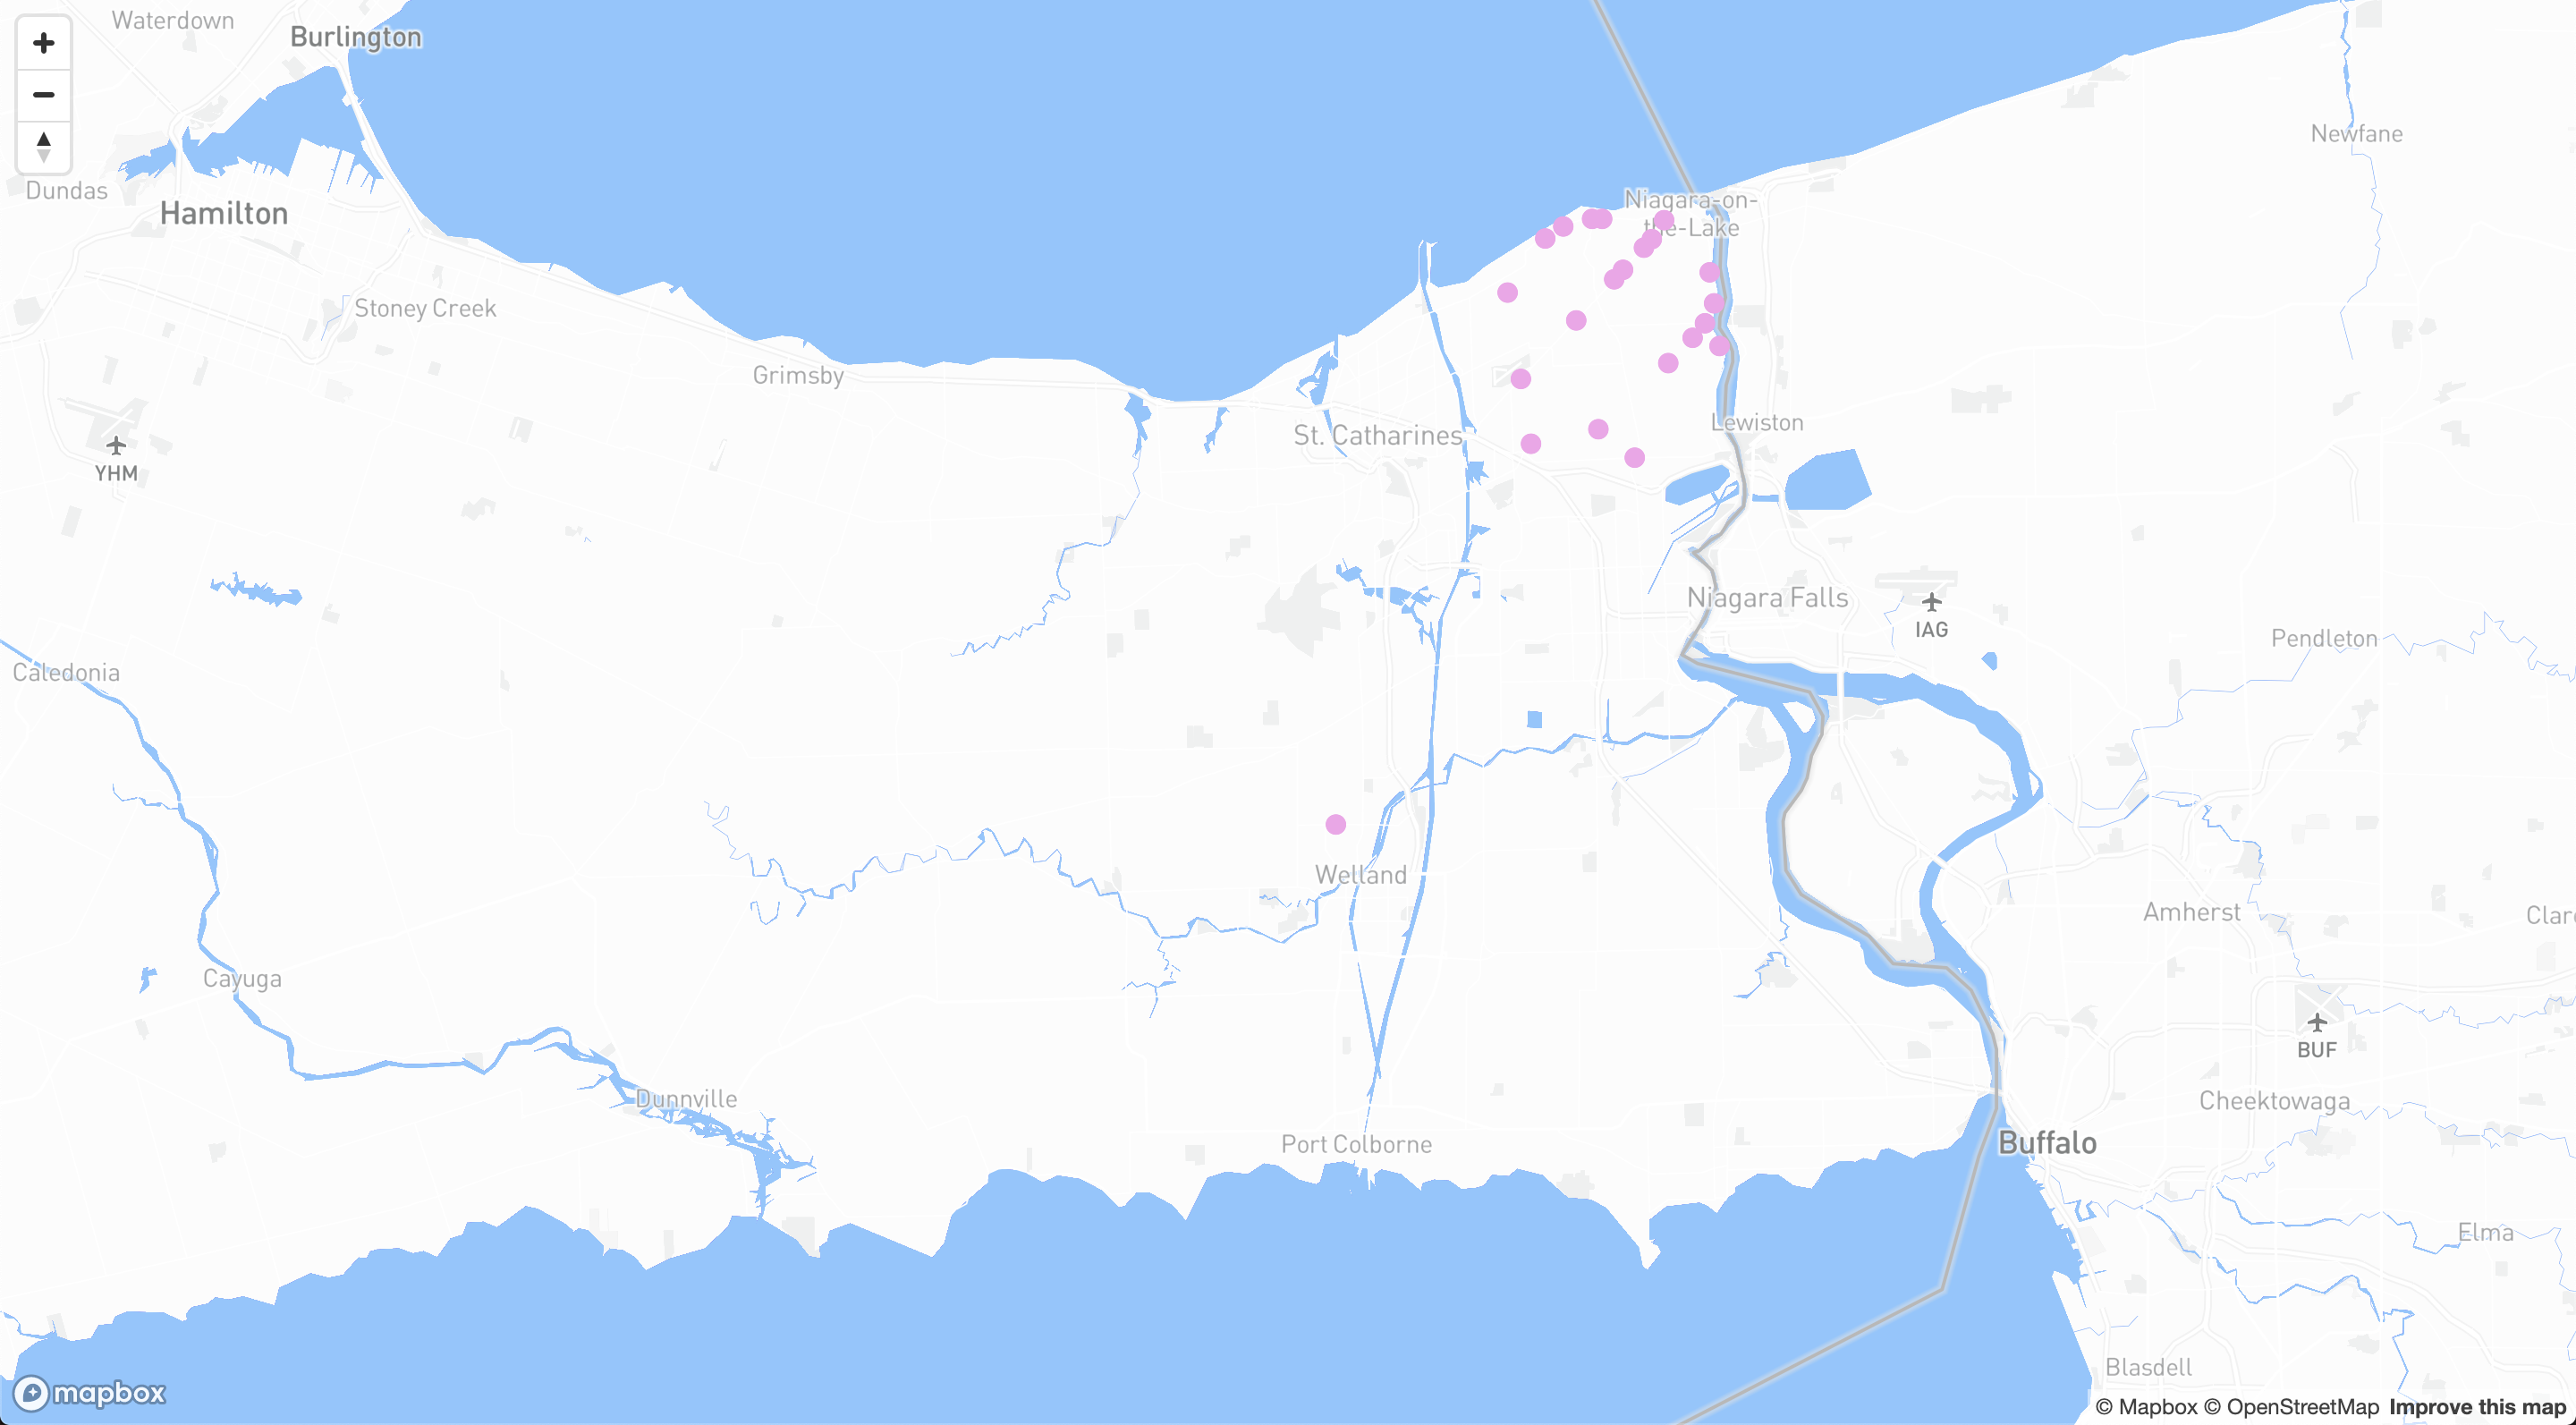 Waterdown
Burlington
Newfane
Dundas
Niagara-on-
the-Lake
Hamilton
Stoney Creek
Grimsby
Lewiston
St. Catharines
YHM
Niagara Falls
IAG
Pendleton
Caledonia
Welland
Amherst
Clar
Cayuga
BUF
Dunnville
Cheektowaga
Port Colborne
Buffalo
Elma
Blasdell
mapbox
© Mapbox © OpenStreetMap Improve this map